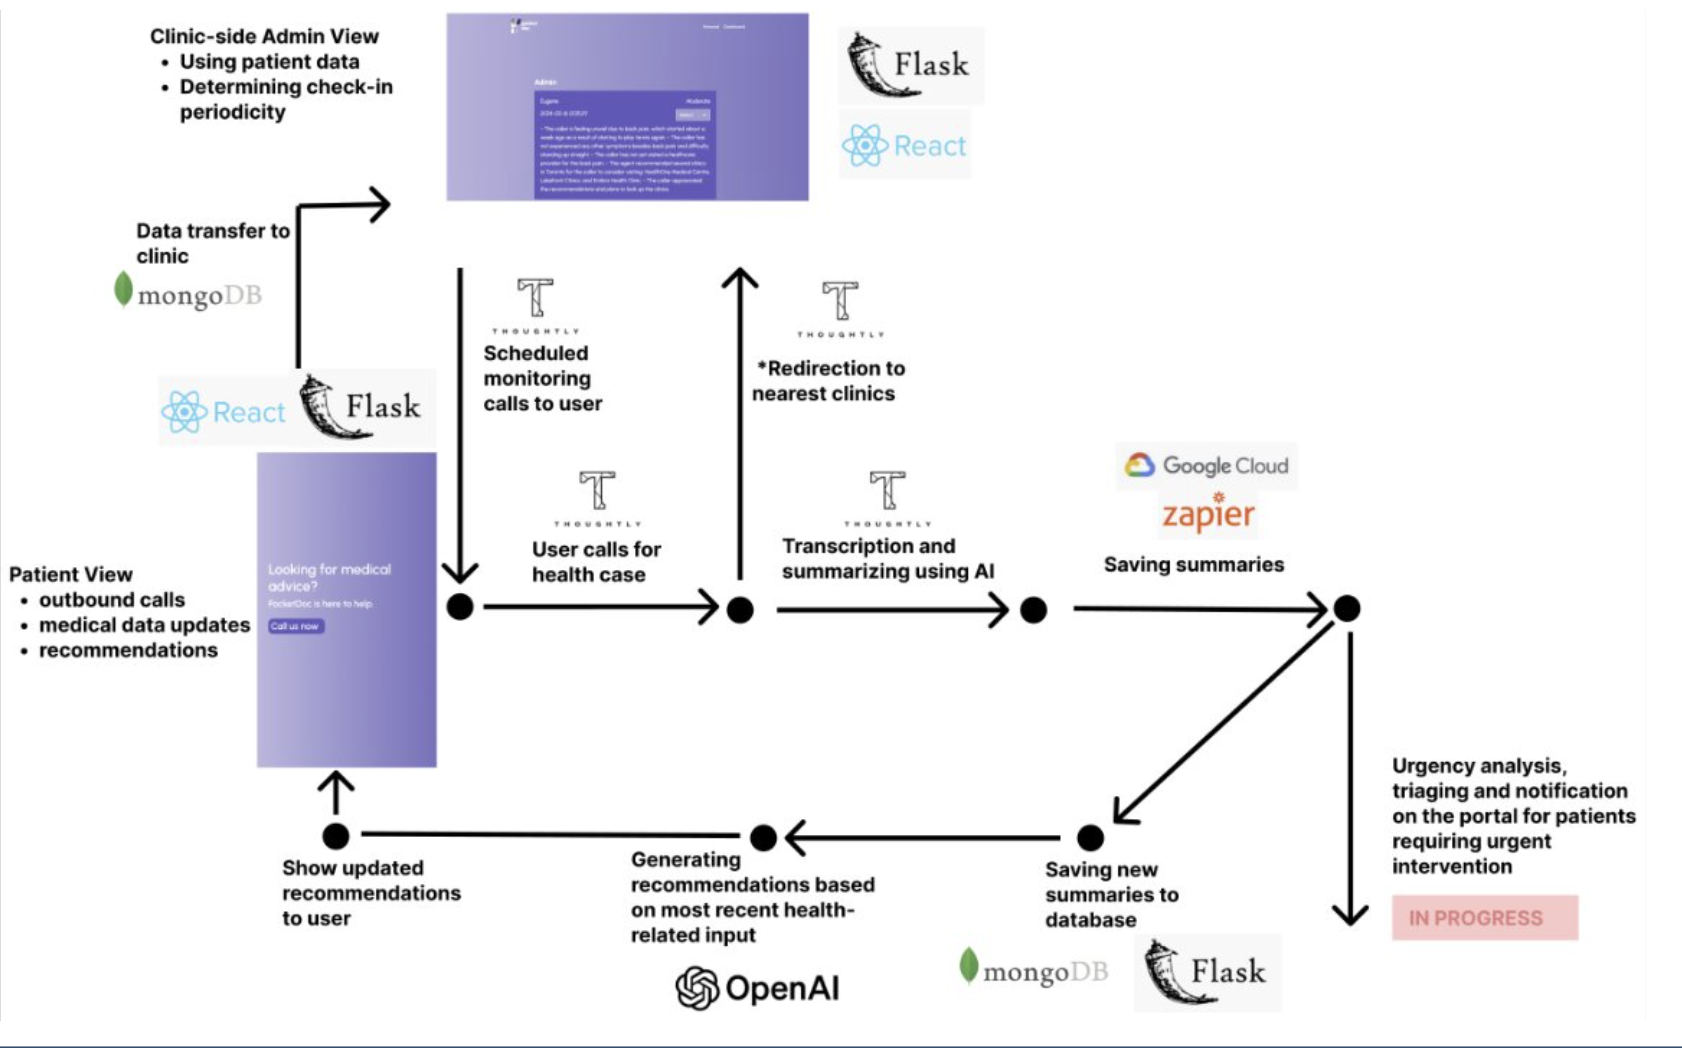 Clinic-side Admin View
• Using patient data
• Determining check-in
periodicity
Admin
Eugene
Moderate
Flask
React
Data transfer to
clinic
mongoDB
THOUGHTLY
Scheduled
monitoring
calls to user
THOUGHTLY
*Redirection to
nearest clinics
React
Flask
THOUGHTLY
User calls for
health case
THOUGHTLY
Transcription and
summarizing using AI
Google Cloud
zapier
Saving summaries
Patient View
• outbound calls
• medical data updates
• recommendations
Looking for medical
advice?
PocketDoc is here to help.
Call us now
Show updated
recommendations
to user
Generating
recommendations based
on most recent health-
related input
OpenAI
Saving new
summaries to
database
mongoDB
Flask
Urgency analysis,
triaging and notification
on the portal for patients
requiring urgent
intervention
IN PROGRESS